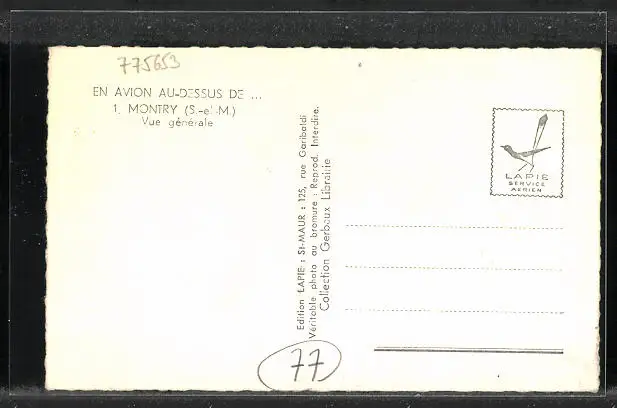 775653
EN AVION AU-DESSUS DE ...
1. MONTRY (S.-et-M.)
Vue générale
Edition LAPIE : St-MAUR : 125, rue Garibaldi
Véritable photo au bromure : Reprod. Interdite.
Collection Gerbaux Librairie
LAPIE
SERVICE
AERIEN
77